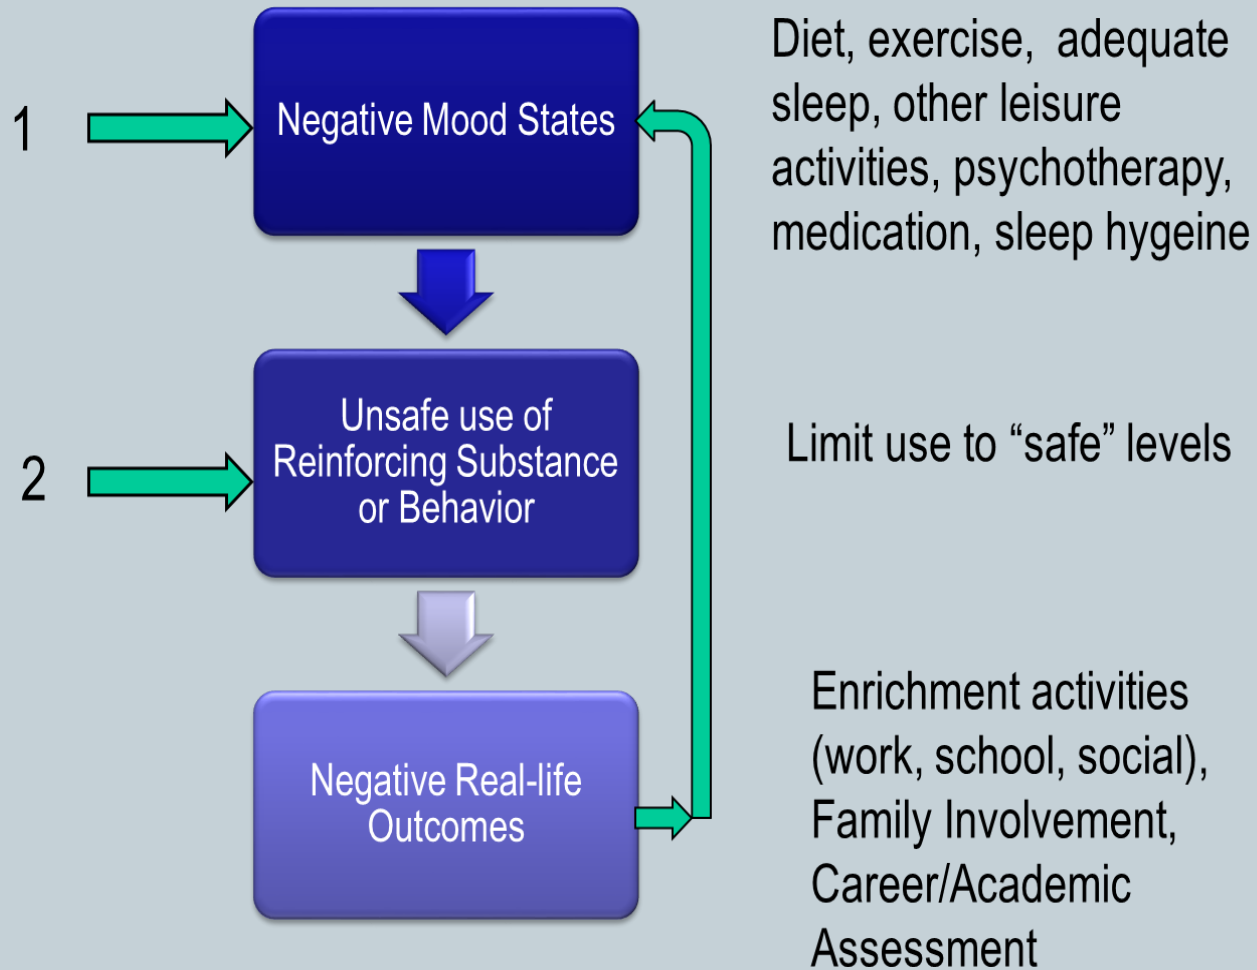 1
Negative Mood States
Diet, exercise, adequate
sleep, other leisure
activities, psychotherapy,
medication, sleep hygeine
2
Unsafe use of
Reinforcing Substance
or Behavior
Limit use to “safe” levels
Negative Real-life
Outcomes
Enrichment activities
(work, school, social),
Family Involvement,
Career/Academic
Assessment